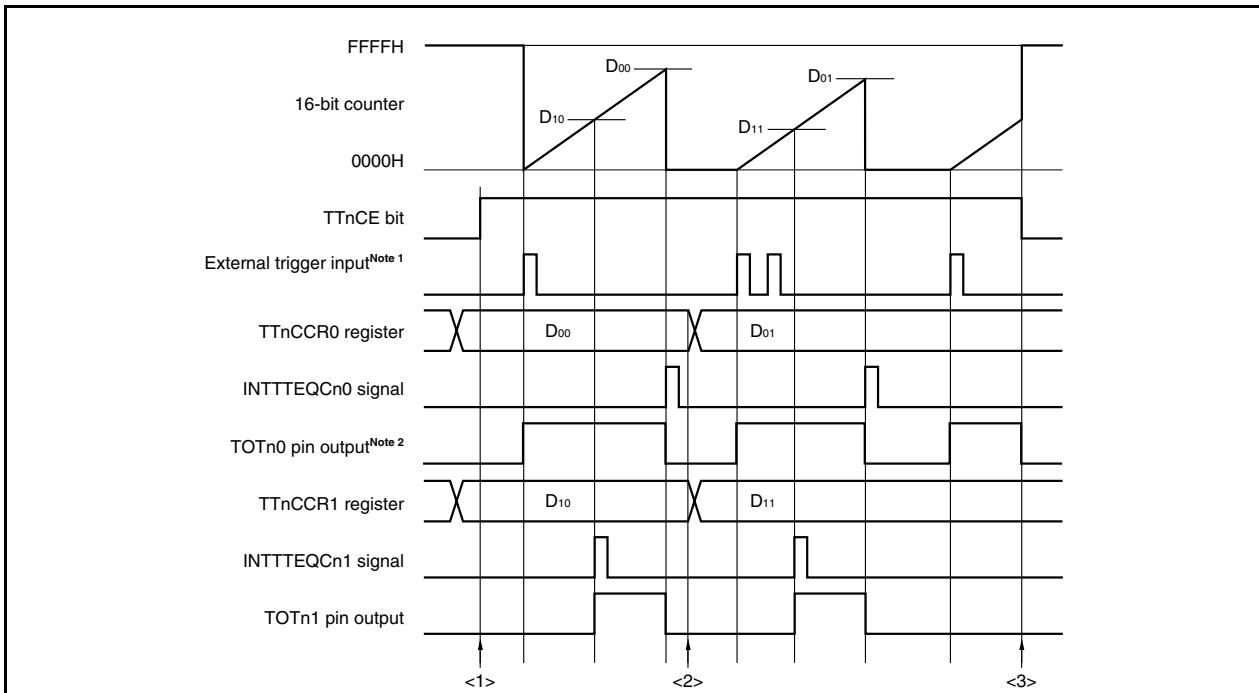 FFFFH
D00
D01
16-bit counter
D10
D11
0000H
TTnCE bit
External trigger inputNote 1
TTnCCR0 register
D00
D01
INTTTEQCn0 signal
TOTn0 pin outputNote 2
TTnCCR1 register
D10
D11
INTTTEQCn1 signal
TOTn1 pin output
<1>
<2>
<3>